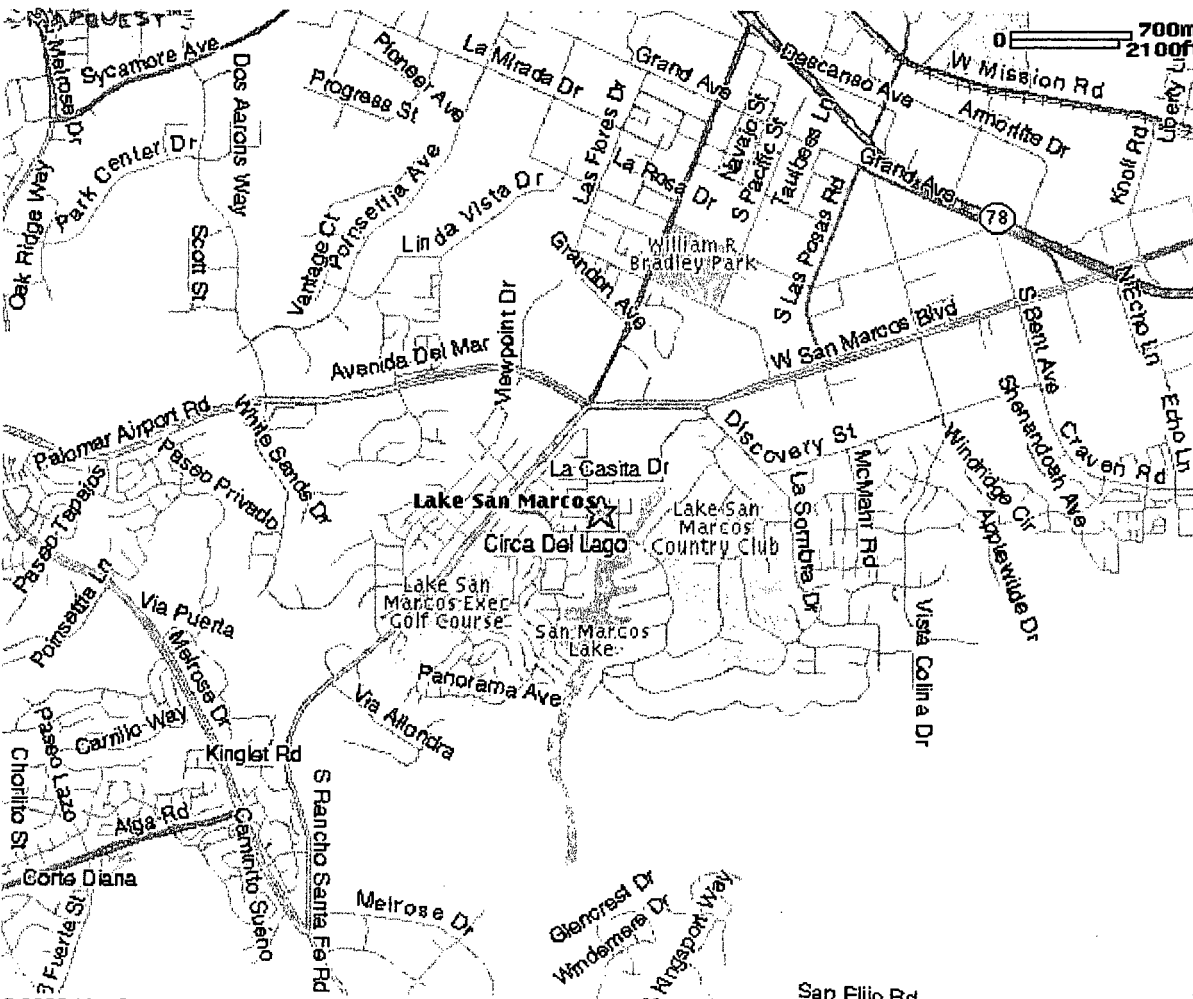 MAPQUEST
0 700m
2100ft
Melrose Dr
Sycamore Ave
Dos Aarons Way
Pioneer Ave
Progress St
La Mirada Dr
Grand Ave
Descanso Ave
W Mission Rd
Armorlite Dr
Liberty
Knoll Rd
Park Center Dr
Oak Ridge Way
Scott St
Poinsettia Ave
Vantage Ct
Linda Vista Dr
Las Flores Dr
La Rosa Dr
Navajo St
S Pacific St
Taulbees Ln
Grand Ave
78
S Las Posas Rd
William R
Bradley Park
Grandon Ave
N Echo Ln
S Bent Ave
W San Marcos Blvd
Viewpoint Dr
Avenida Del Mar
Palomar Airport Rd
White Sands Dr
Paseo Privado
Paseo Tapajos
Discovery St
Shenandoah Ave
Craven Rd
Echo Ln
La Casita Dr
McMahr Rd
La Sombra Dr
Windridge Cir
Applewilde Dr
Lake San Marcos
Circa Del Lago
Lake San
Marcos
Country Club
Lake San
Marcos Exec
Golf Course
San Marcos
Lake
Poinsettia Ln
Via Puerta
Melrose Dr
Panorama Ave
Via Allondra
Vista Colina Dr
Carrillo Way
Paseo Lazo
Chorlito St
Kinglet Rd
Alga Rd
Caminito Sueno
S Rancho Santa Fe Rd
Corte Diana
El Fuerte St
Melrose Dr
Glencrest Dr
Windemere Dr
Kingsport Way
San Elijo Rd